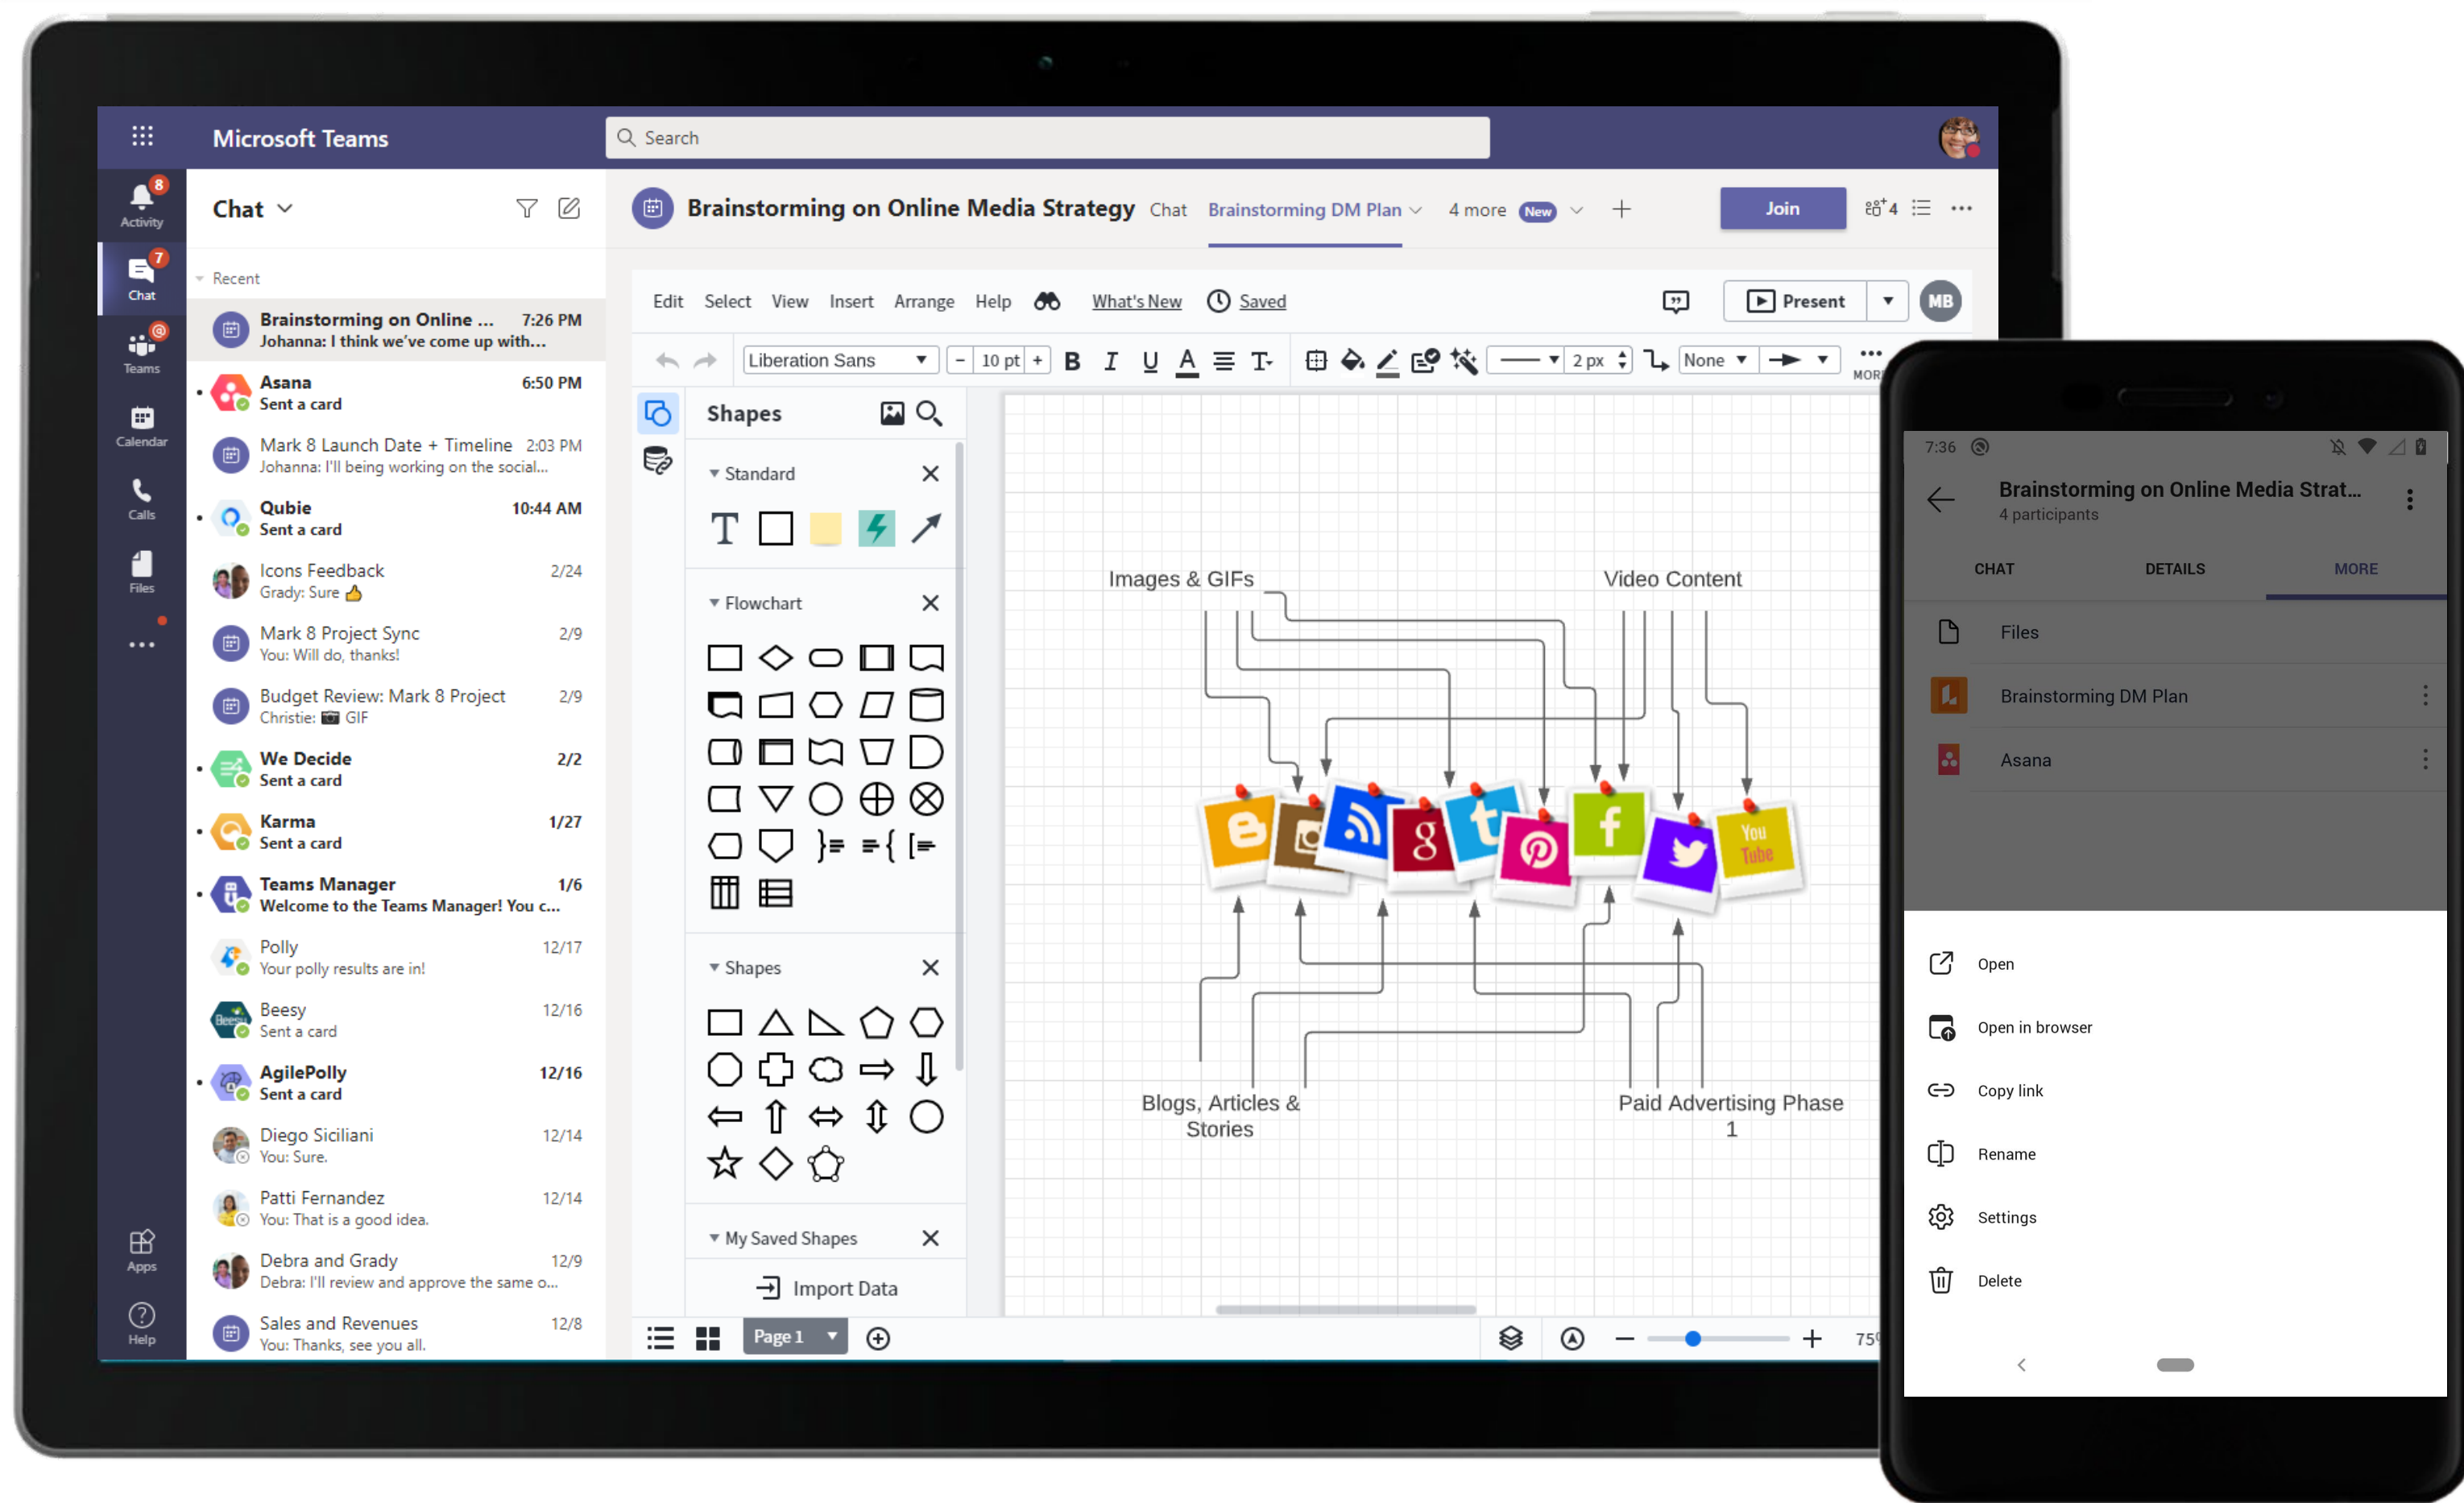 Microsoft Teams
Search
8
Activity
7
Chat
@
Teams
Calendar
Calls
Files
Apps
Help
Chat
Recent
Brainstorming on Online ... 7:26 PM
Johanna: I think we've come up with...
Asana 6:50 PM
Sent a card
Mark 8 Launch Date + Timeline 2:03 PM
Johanna: I'll being working on the social...
Qubie 10:44 AM
Sent a card
Icons Feedback 2/24
Grady: Sure 👍
Mark 8 Project Sync 2/9
You: Will do, thanks!
Budget Review: Mark 8 Project 2/9
Christie: 📷 GIF
We Decide 2/2
Sent a card
Karma 1/27
Sent a card
Teams Manager 1/6
Welcome to the Teams Manager! You c...
Polly 12/17
Your polly results are in!
Beesy 12/16
Beesy
Sent a card
AgilePolly 12/16
Sent a card
Diego Siciliani 12/14
You: Sure.
Patti Fernandez 12/14
You: That is a good idea.
Debra and Grady 12/9
Debra: I'll review and approve the same o...
Sales and Revenues 12/8
You: Thanks, see you all.
Brainstorming on Online Media Strategy Chat Brainstorming DM Plan 4 more New Join 4
Edit Select View Insert Arrange Help What's New Saved Present MB
Liberation Sans - 10 pt + B I U A T 2 px None MORE
Shapes
Standard
T
Flowchart
Shapes
My Saved Shapes
Import Data
Images & GIFs Video Content
g t P f You
Tube
Blogs, Articles & 
Stories
Paid Advertising Phase
1
Page 1 75%
7:36
Brainstorming on Online Media Strat...
4 participants
CHAT DETAILS MORE
Files
Brainstorming DM Plan
Asana
Open
Open in browser
Copy link
Rename
Settings
Delete